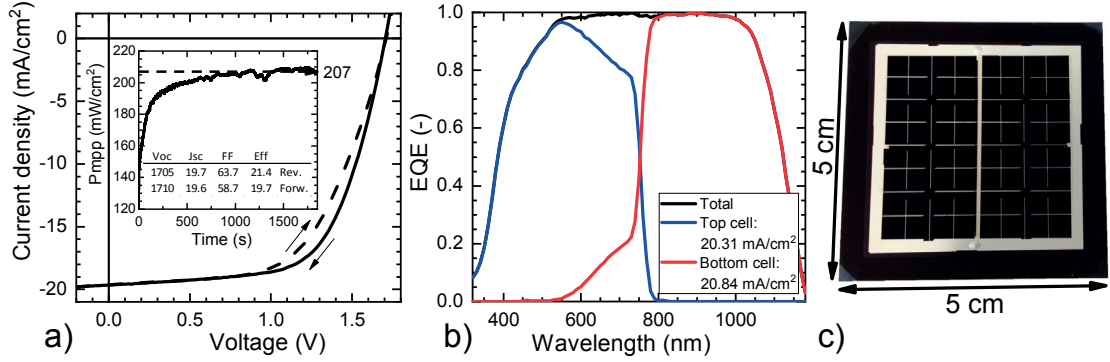 0
-5
-10
-15
-20
Current density (mA/cm²)
0.0
0.5
1.0
1.5
Voltage (V)
a)
220
200
180
160
140
120
Pmpp (mW/cm²)
207
Voc Jsc FF Eff
1705 19.7 63.7 21.4 Rev.
1710 19.6 58.7 19.7 Forw.
0 500 1000 1500
Time (s)
1.0
0.8
0.6
0.4
0.2
0.0
EQE (-)
Total
Top cell:
20.31 mA/cm²
Bottom cell:
20.84 mA/cm²
400 600 800 1000
Wavelength (nm)
b)
5 cm
5 cm
c)